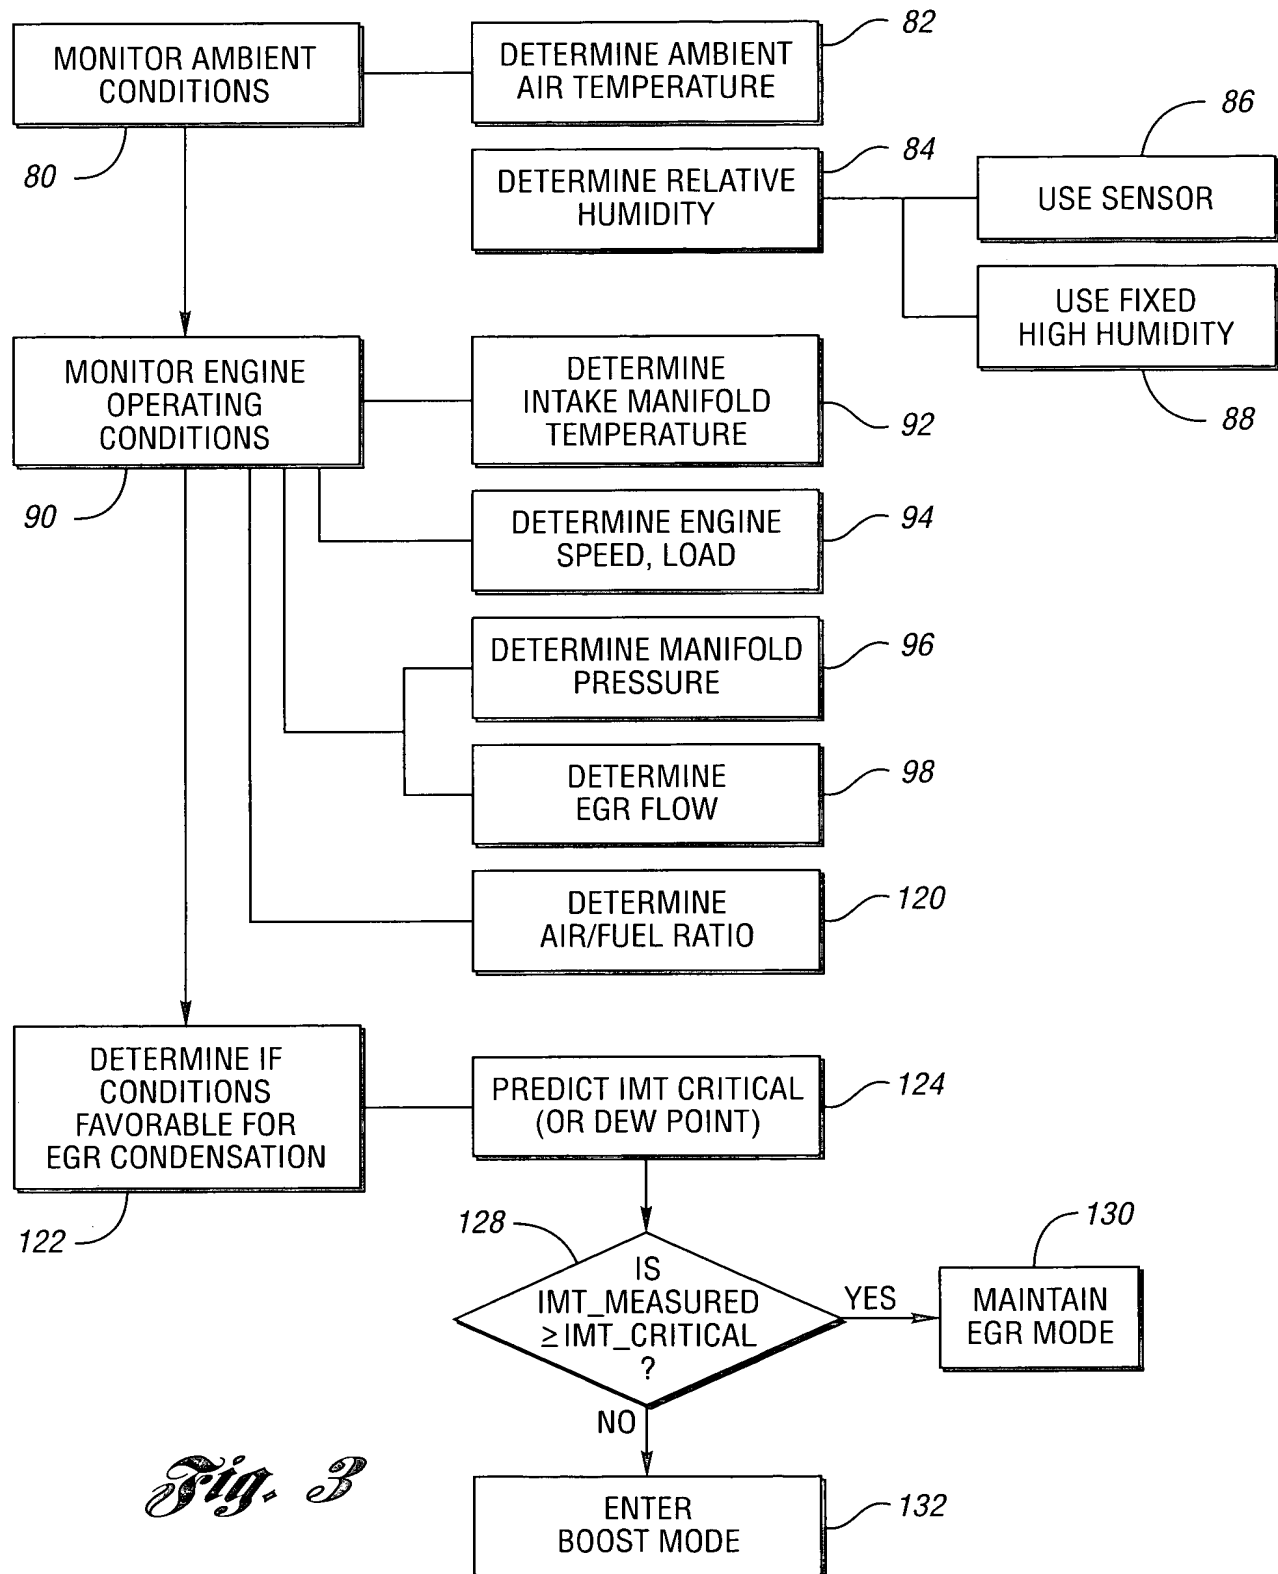 MONITOR AMBIENT
CONDITIONS
80
DETERMINE AMBIENT
AIR TEMPERATURE
82
DETERMINE RELATIVE
HUMIDITY
84
USE SENSOR
86
USE FIXED
HIGH HUMIDITY
88
MONITOR ENGINE
OPERATING
CONDITIONS
90
DETERMINE
INTAKE MANIFOLD
TEMPERATURE
92
DETERMINE ENGINE
SPEED, LOAD
94
DETERMINE MANIFOLD
PRESSURE
96
DETERMINE
EGR FLOW
98
DETERMINE
AIR/FUEL RATIO
120
DETERMINE IF
CONDITIONS
FAVORABLE FOR
EGR CONDENSATION
122
PREDICT IMT CRITICAL
(OR DEW POINT)
124
128
IS
IMT_MEASURED
≥IMT_CRITICAL
?
YES
MAINTAIN
EGR MODE
130
NO
ENTER
BOOST MODE
132
Fig. 3